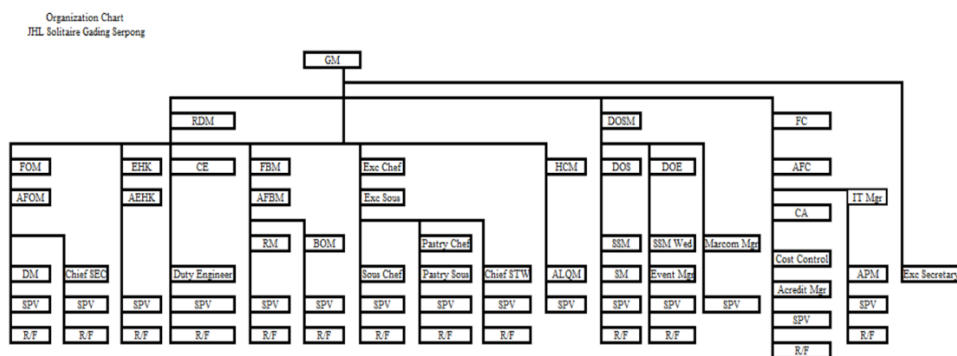 Organization Chart
JHL Solitaire Gading Serpong
GM
RDM DOSM FC
FOM EHK CE FBM Exc Chef HCM DOS DOE AFC
AFOM AEHK AFBM Exc Sous IT Mgr
CA
RM BOM Pastry Chef SSM SSM Wed Marcom Mgr
Cost Control
DM Chief SEC Duty Engineer Sous Chef Pastry Sous Chief STW ALQM SM Event Mgr APM Exc Secretary
Acredit Mgr
SPV SPV SPV SPV SPV SPV SPV SPV SPV SPV SPV SPV SPV SPV
SPV
R/F R/F R/F R/F R/F R/F R/F R/F R/F R/F R/F R/F
R/F